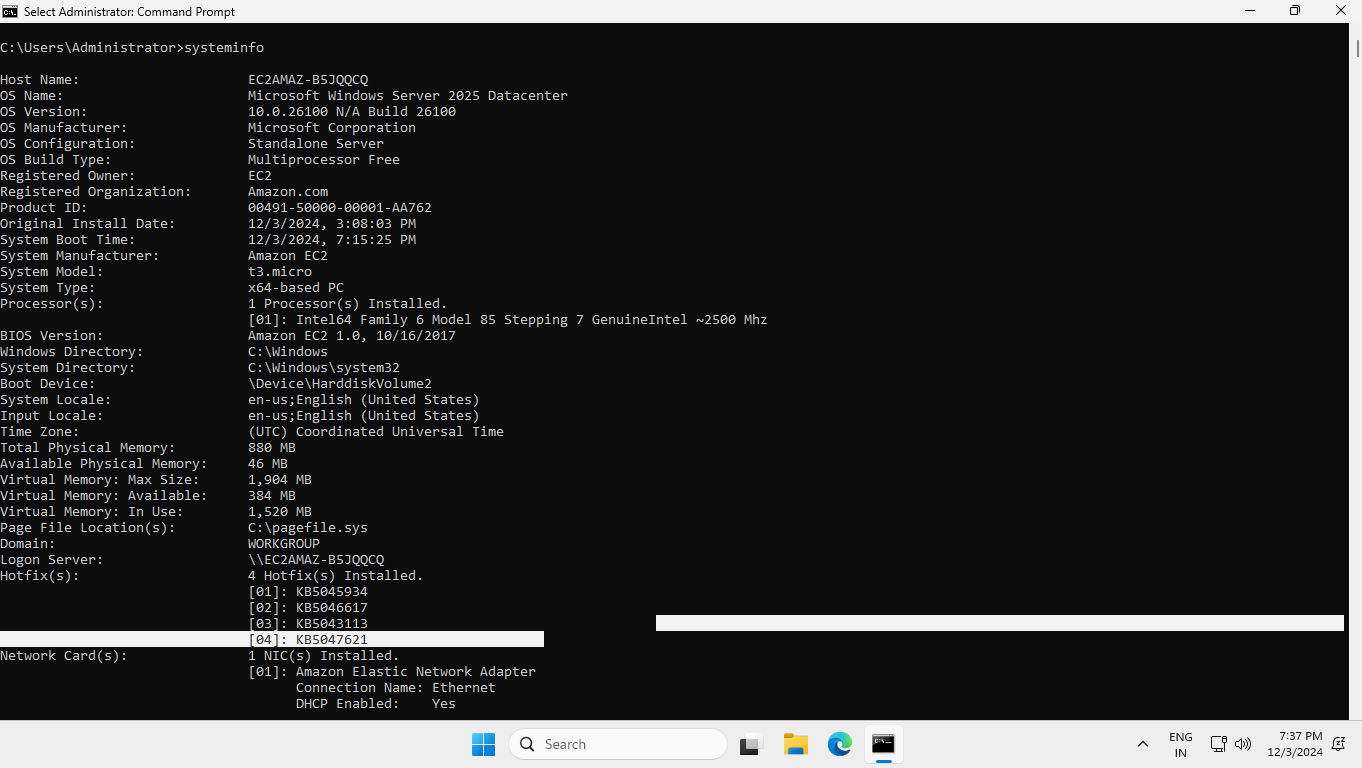 Select Administrator: Command Prompt
C:\Users\Administrator>systeminfo
Host Name:                 EC2AMAZ-B5JQQCQ
OS Name:                   Microsoft Windows Server 2025 Datacenter
OS Version:                10.0.26100 N/A Build 26100
OS Manufacturer:           Microsoft Corporation
OS Configuration:          Standalone Server
OS Build Type:             Multiprocessor Free
Registered Owner:          EC2
Registered Organization:   Amazon.com
Product ID:                00491-50000-00001-AA762
Original Install Date:     12/3/2024, 3:08:03 PM
System Boot Time:          12/3/2024, 7:15:25 PM
System Manufacturer:       Amazon EC2
System Model:              t3.micro
System Type:               x64-based PC
Processor(s):              1 Processor(s) Installed.
                           [01]: Intel64 Family 6 Model 85 Stepping 7 GenuineIntel ~2500 Mhz
BIOS Version:              Amazon EC2 1.0, 10/16/2017
Windows Directory:         C:\Windows
System Directory:          C:\Windows\system32
Boot Device:               \Device\HarddiskVolume2
System Locale:             en-us;English (United States)
Input Locale:              en-us;English (United States)
Time Zone:                 (UTC) Coordinated Universal Time
Total Physical Memory:     880 MB
Available Physical Memory: 46 MB
Virtual Memory: Max Size:  1,904 MB
Virtual Memory: Available: 384 MB
Virtual Memory: In Use:    1,520 MB
Page File Location(s):     C:\pagefile.sys
Domain:                    WORKGROUP
Logon Server:              \\EC2AMAZ-B5JQQCQ
Hotfix(s):                 4 Hotfix(s) Installed.
                           [01]: KB5045934
                           [02]: KB5046617
                           [03]: KB5043113
                           [04]: KB5047621
Network Card(s):           1 NIC(s) Installed.
                           [01]: Amazon Elastic Network Adapter
                                 Connection Name: Ethernet
                                 DHCP Enabled:    Yes
Search
ENG
IN
7:37 PM
12/3/2024